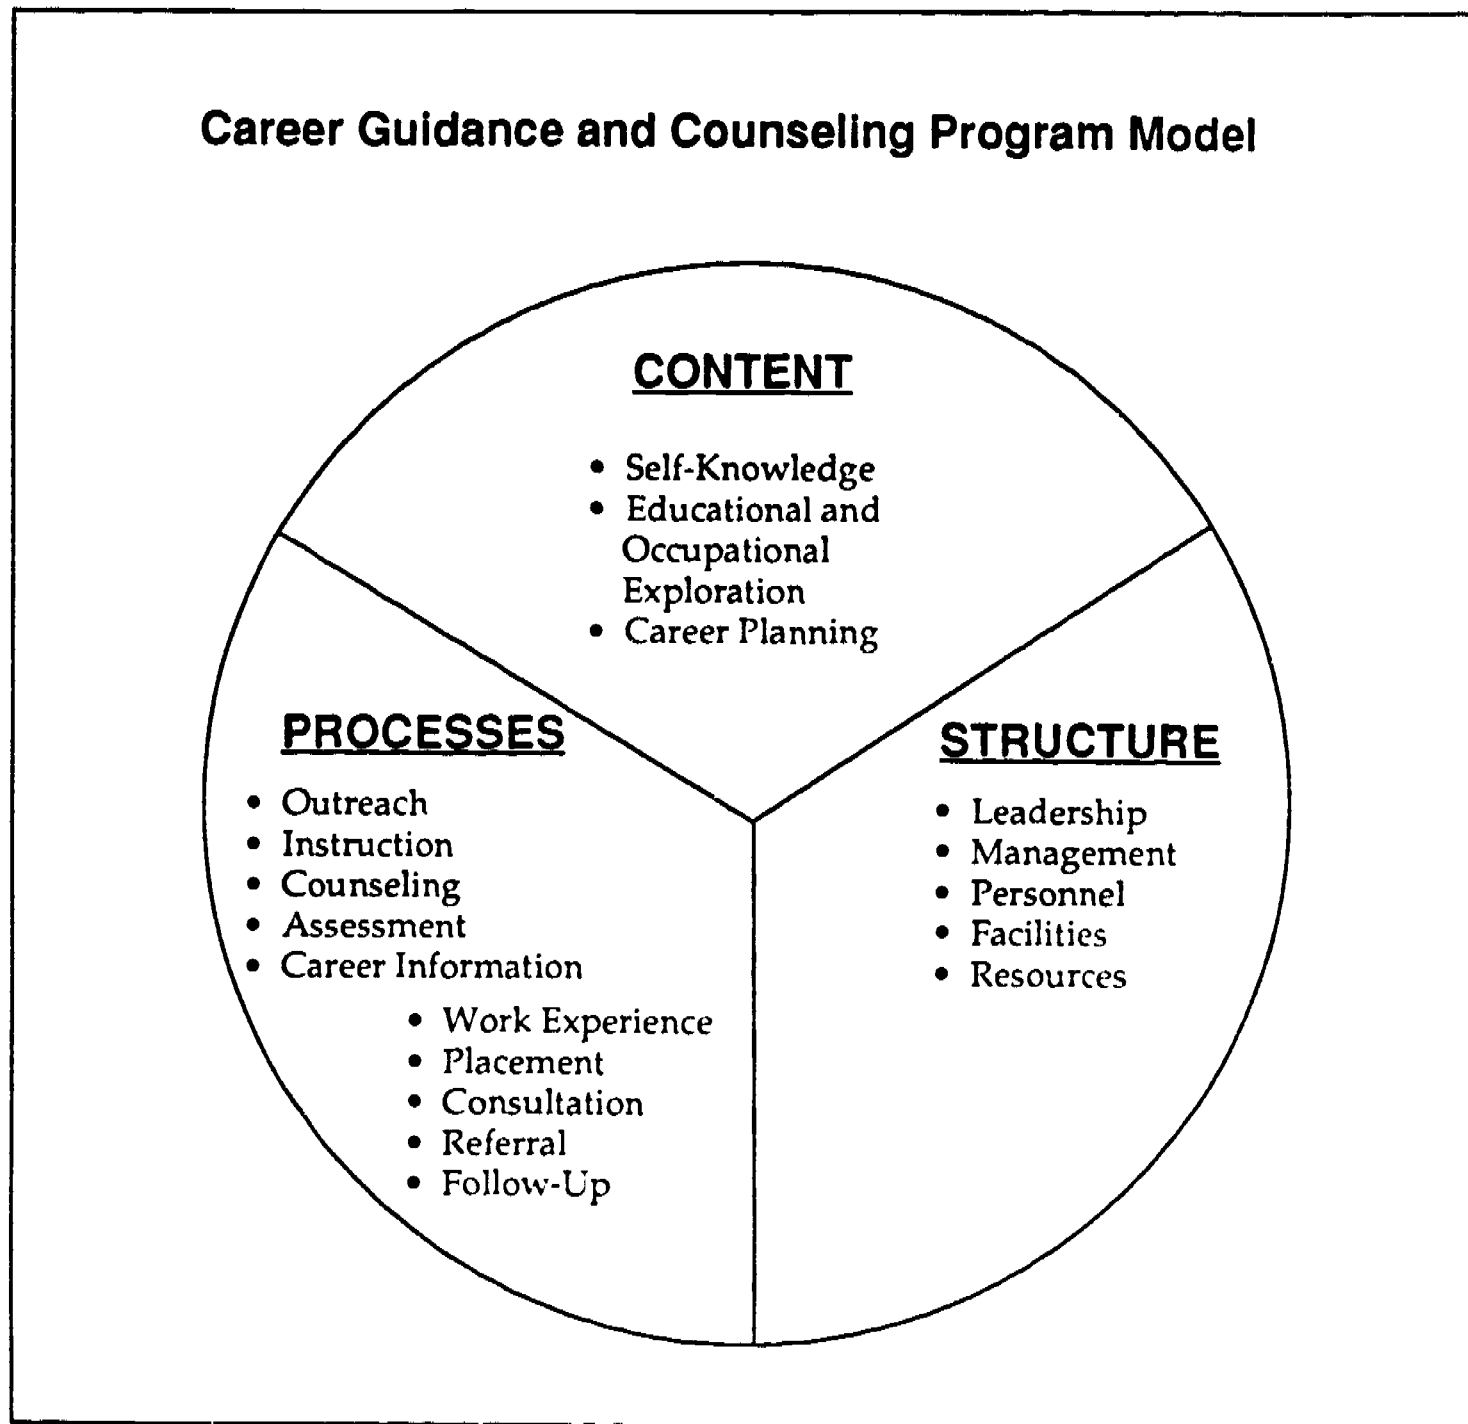 Career Guidance and Counseling Program Model
CONTENT
• Self-Knowledge
• Educational and
Occupational
Exploration
• Career Planning
PROCESSES
• Outreach
• Instruction
• Counseling
• Assessment
• Career Information
• Work Experience
• Placement
• Consultation
• Referral
• Follow-Up
STRUCTURE
• Leadership
• Management
• Personnel
• Facilities
• Resources